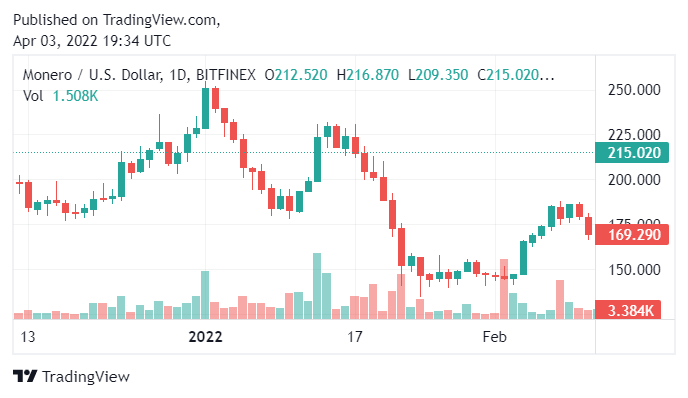 Published on TradingView.com,
Apr 03, 2022 19:34 UTC
Monero / U.S. Dollar, 1D, BITFINEX O212.520 H216.870 L209.350 C215.020...
Vol 1.508K
250.000
225.000
215.020
200.000
175.000
169.290
150.000
3.384K
13 2022 17 Feb
TradingView